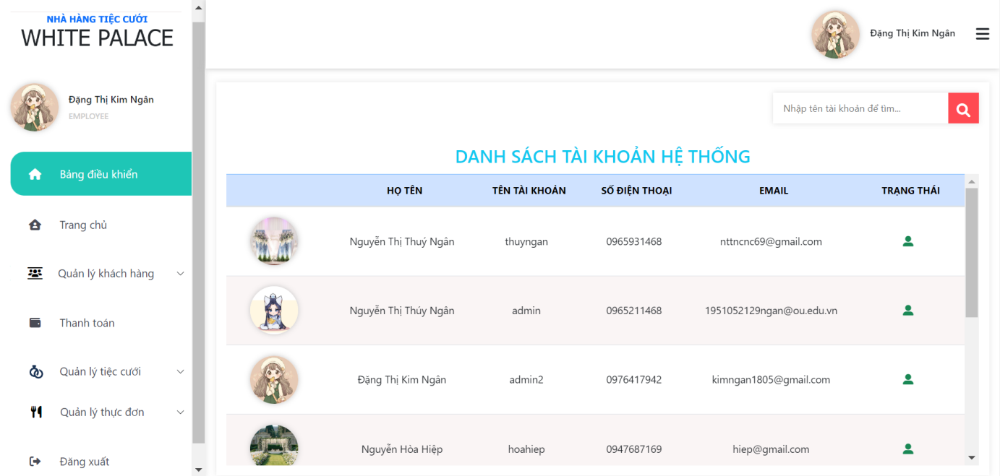 NHÀ HÀNG TIỆC CƯỚI
WHITE PALACE
Đặng Thị Kim Ngân
EMPLOYEE
Bảng điều khiển
Trang chủ
Quản lý khách hàng
Thanh toán
Quản lý tiệc cưới
Quản lý thực đơn
Đăng xuất
Đặng Thị Kim Ngân
Nhập tên tài khoản để tìm...
DANH SÁCH TÀI KHOẢN HỆ THỐNG
HỌ TÊN TÊN TÀI KHOẢN SỐ ĐIỆN THOẠI EMAIL TRẠNG THÁI
Nguyễn Thị Thuý Ngân thuyngan 0965931468 nttncnc69@gmail.com
Nguyễn Thị Thúy Ngân admin 0965211468 1951052129ngan@ou.edu.vn
Đặng Thị Kim Ngân admin2 0976417942 kimngan1805@gmail.com
Nguyễn Hòa Hiệp hoahiep 0947687169 hiep@gmail.com